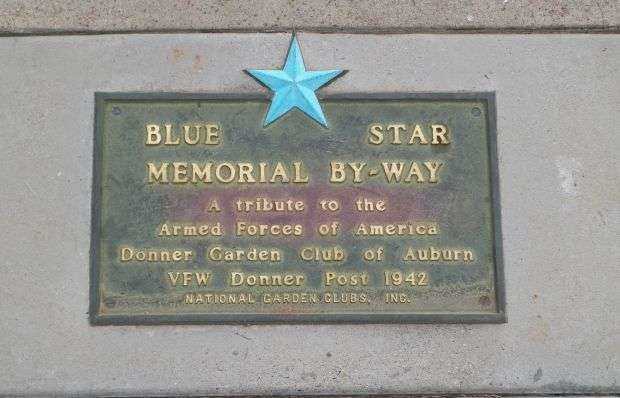 BLUE STAR
MEMORIAL BY-WAY
A tribute to the
Armed Forces of America
Donner Garden Club of Auburn
VFW Donner Post 1942
NATIONAL GARDEN CLUBS, INC.